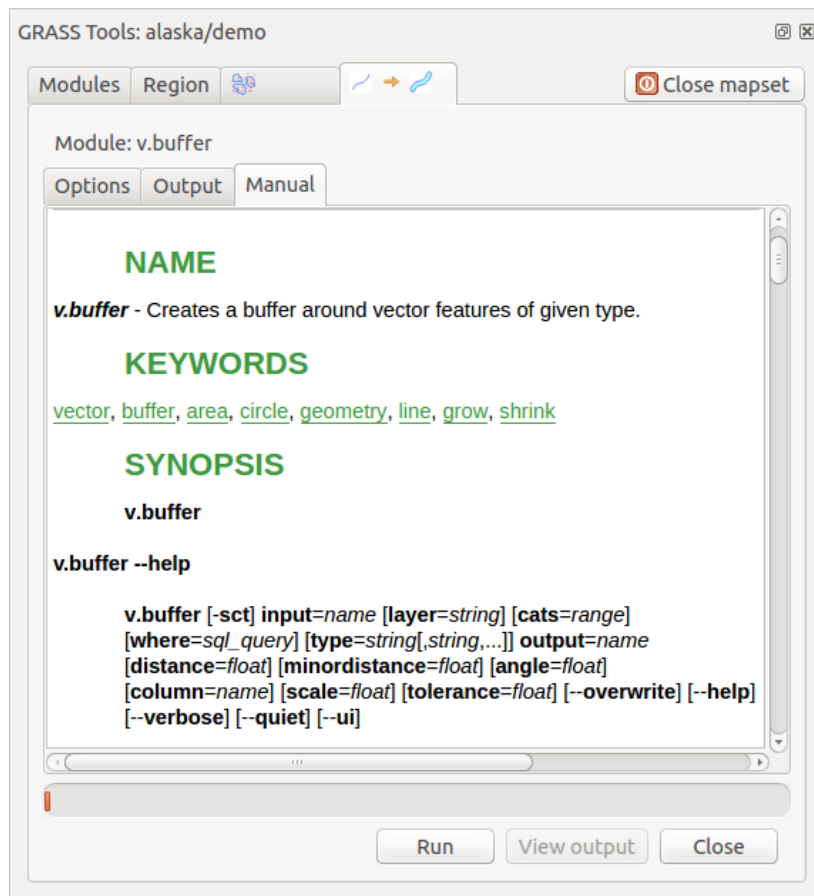 GRASS Tools: alaska/demo
Modules Region Close mapset
Module: v.buffer
Options Output Manual
NAME
v.buffer - Creates a buffer around vector features of given type.
KEYWORDS
vector, buffer, area, circle, geometry, line, grow, shrink
SYNOPSIS
v.buffer
v.buffer --help
v.buffer [-sct] input=name [layer=string] [cats=range]
[where=sql_query] [type=string[,string,...]] output=name
[distance=float] [minordistance=float] [angle=float]
[column=name] [scale=float] [tolerance=float] [--overwrite] [--help]
[--verbose] [--quiet] [--ui]
Run View output Close